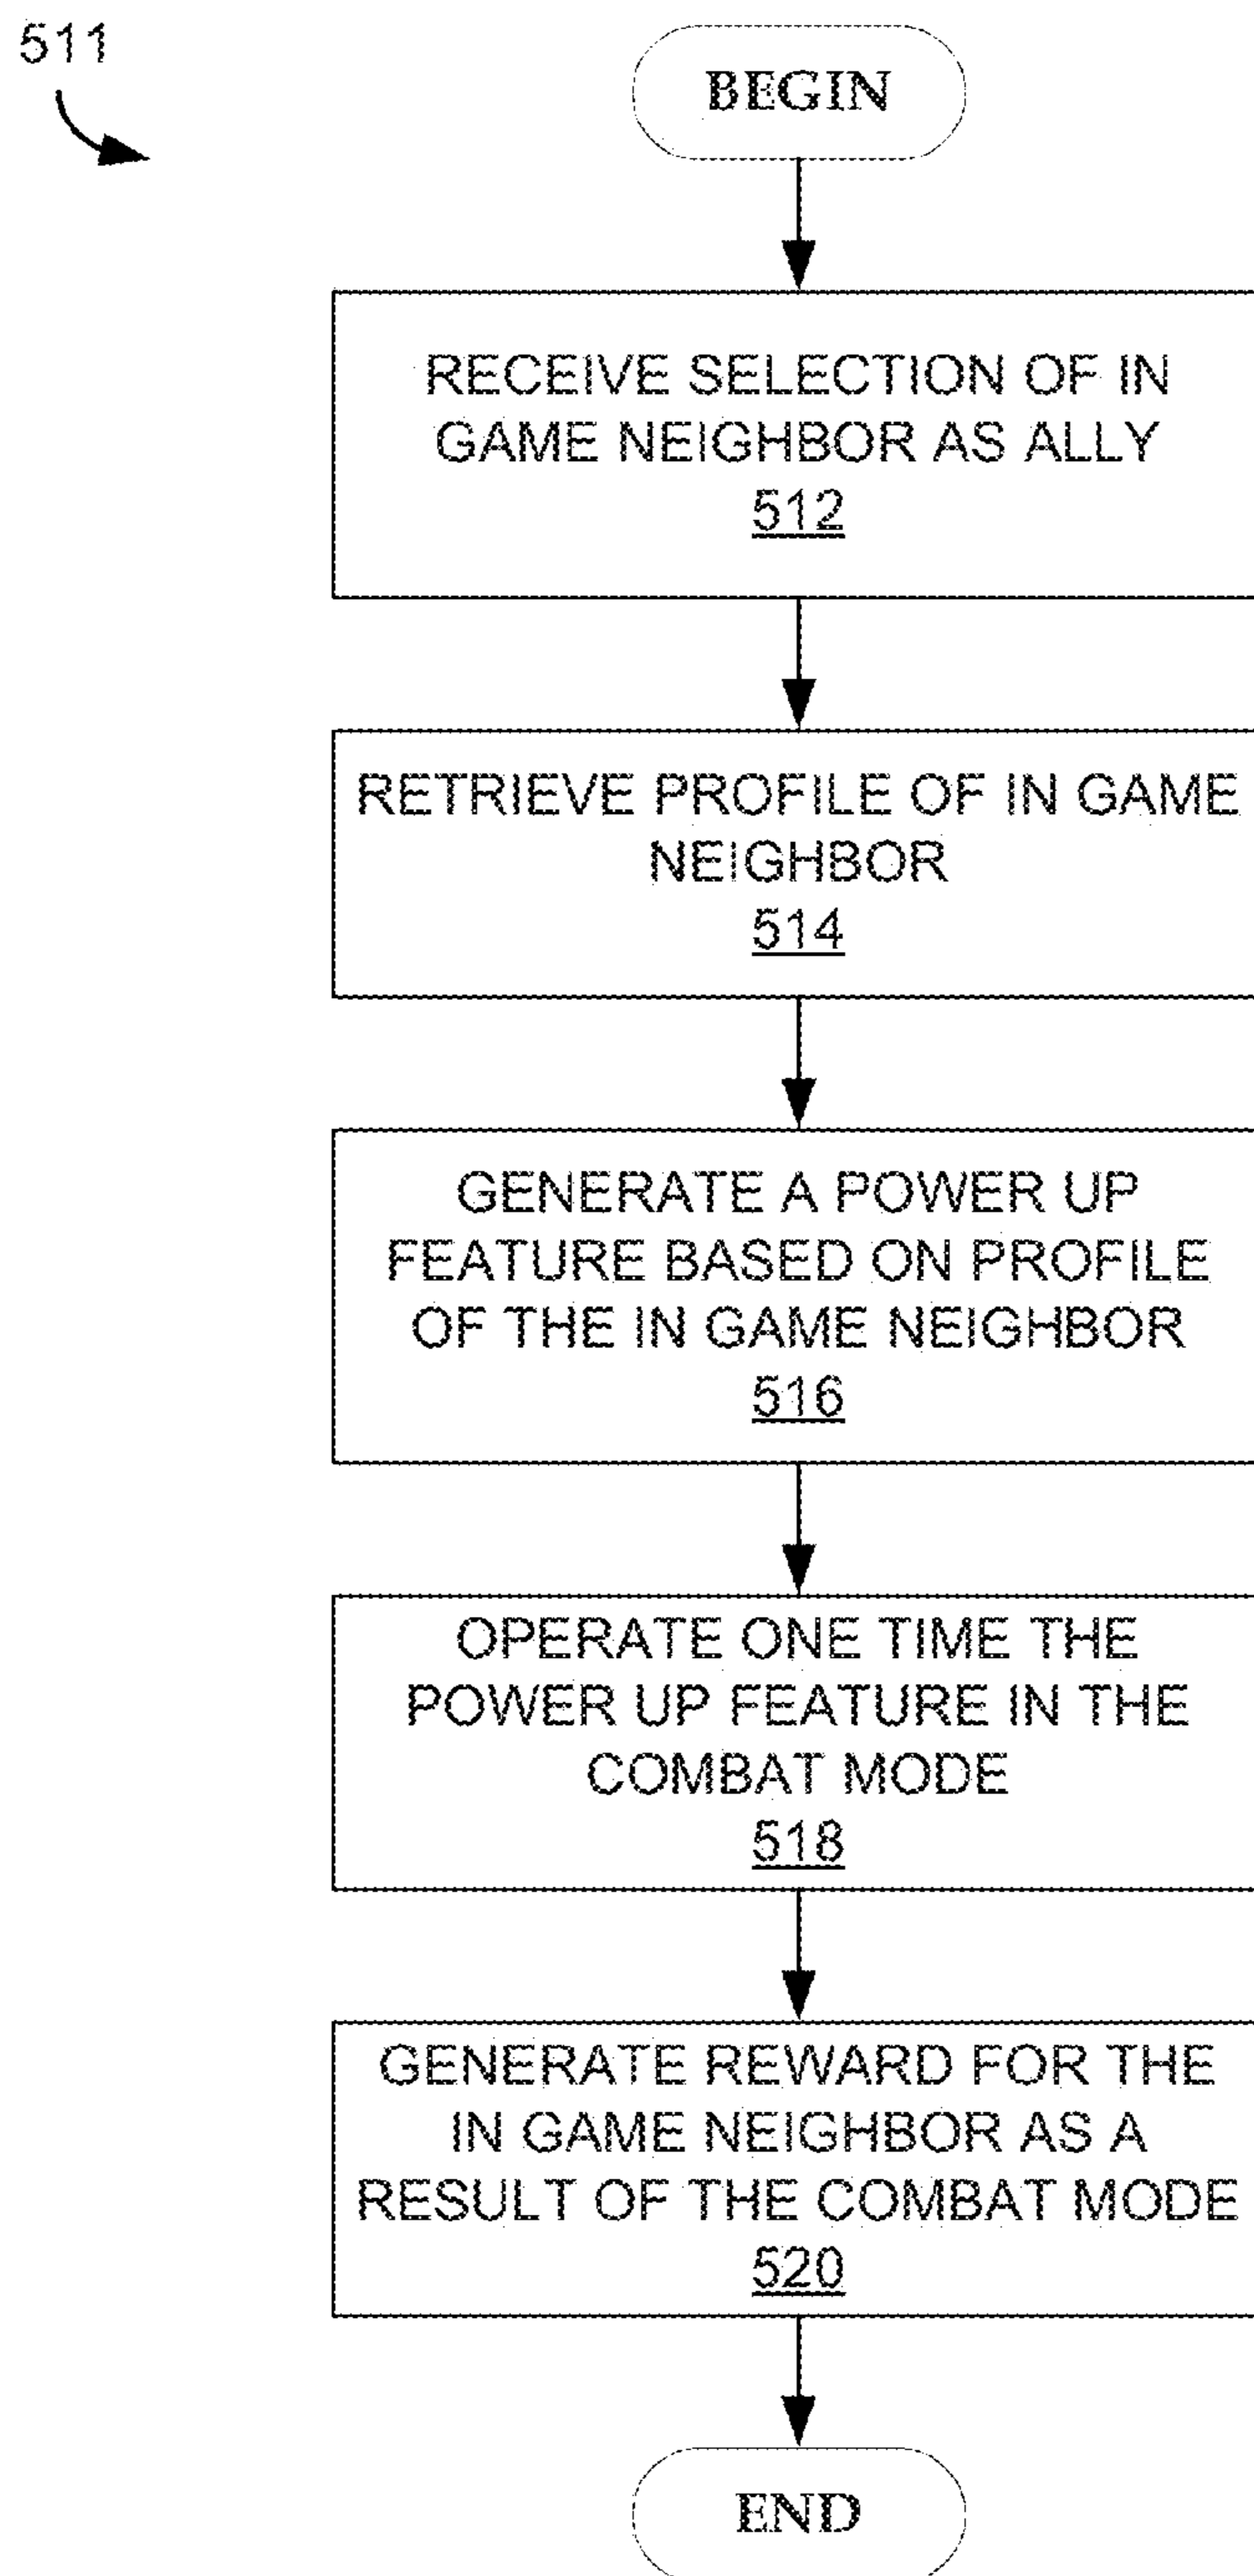 511
BEGIN
RECEIVE SELECTION OF IN
GAME NEIGHBOR AS ALLY
512
RETRIEVE PROFILE OF IN GAME
NEIGHBOR
514
GENERATE A POWER UP
FEATURE BASED ON PROFILE
OF THE IN GAME NEIGHBOR
516
OPERATE ONE TIME THE
POWER UP FEATURE IN THE
COMBAT MODE
518
GENERATE REWARD FOR THE
IN GAME NEIGHBOR AS A
RESULT OF THE COMBAT MODE
520
END